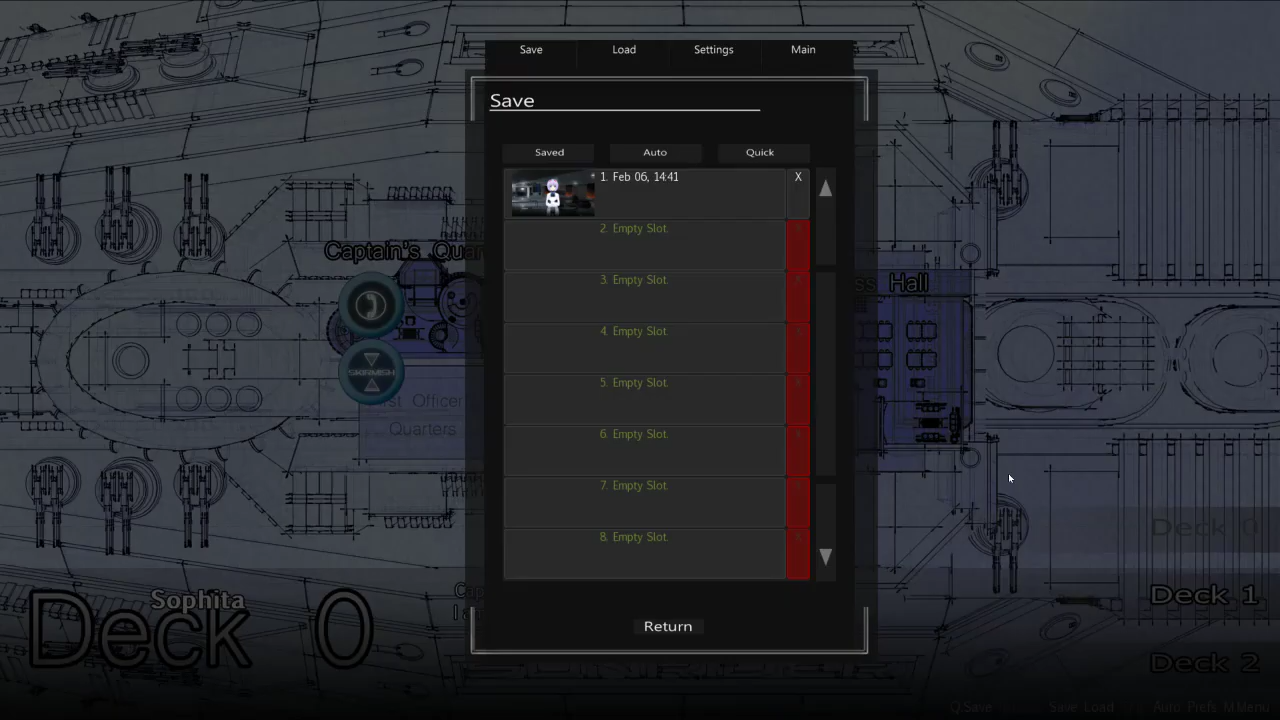 Save Load Settings Main
Save
Saved Auto Quick
1. Feb 06, 14:41 X
2. Empty Slot.
3. Empty Slot.
4. Empty Slot.
5. Empty Slot.
6. Empty Slot.
7. Empty Slot.
8. Empty Slot.
Return
Captain's
Hall
SKIRMISH
Officer
Quarters
Sophita
Deck 0
Deck 0
Deck 1
Deck 2
Q.Save Save Load Auto Prefs M.Menu